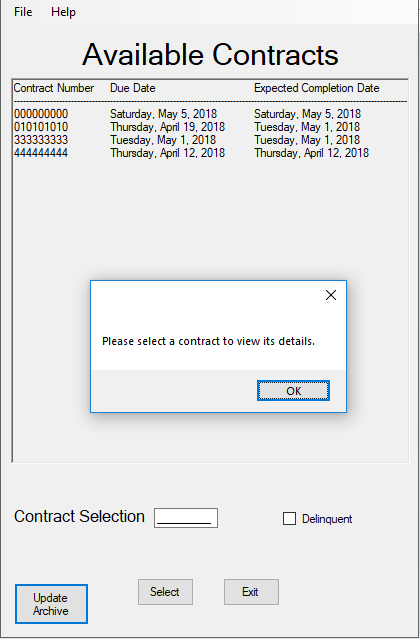 File Help
Available Contracts
Contract Number Due Date Expected Completion Date
000000000 Saturday, May 5, 2018 Saturday, May 5, 2018
010101010 Thursday, April 19, 2018 Tuesday, May 1, 2018
333333333 Tuesday, May 1, 2018 Tuesday, May 1, 2018
444444444 Thursday, April 12, 2018 Thursday, April 12, 2018
Please select a contract to view its details.
OK
Contract Selection _________ Delinquent
Update
Archive
Select
Exit